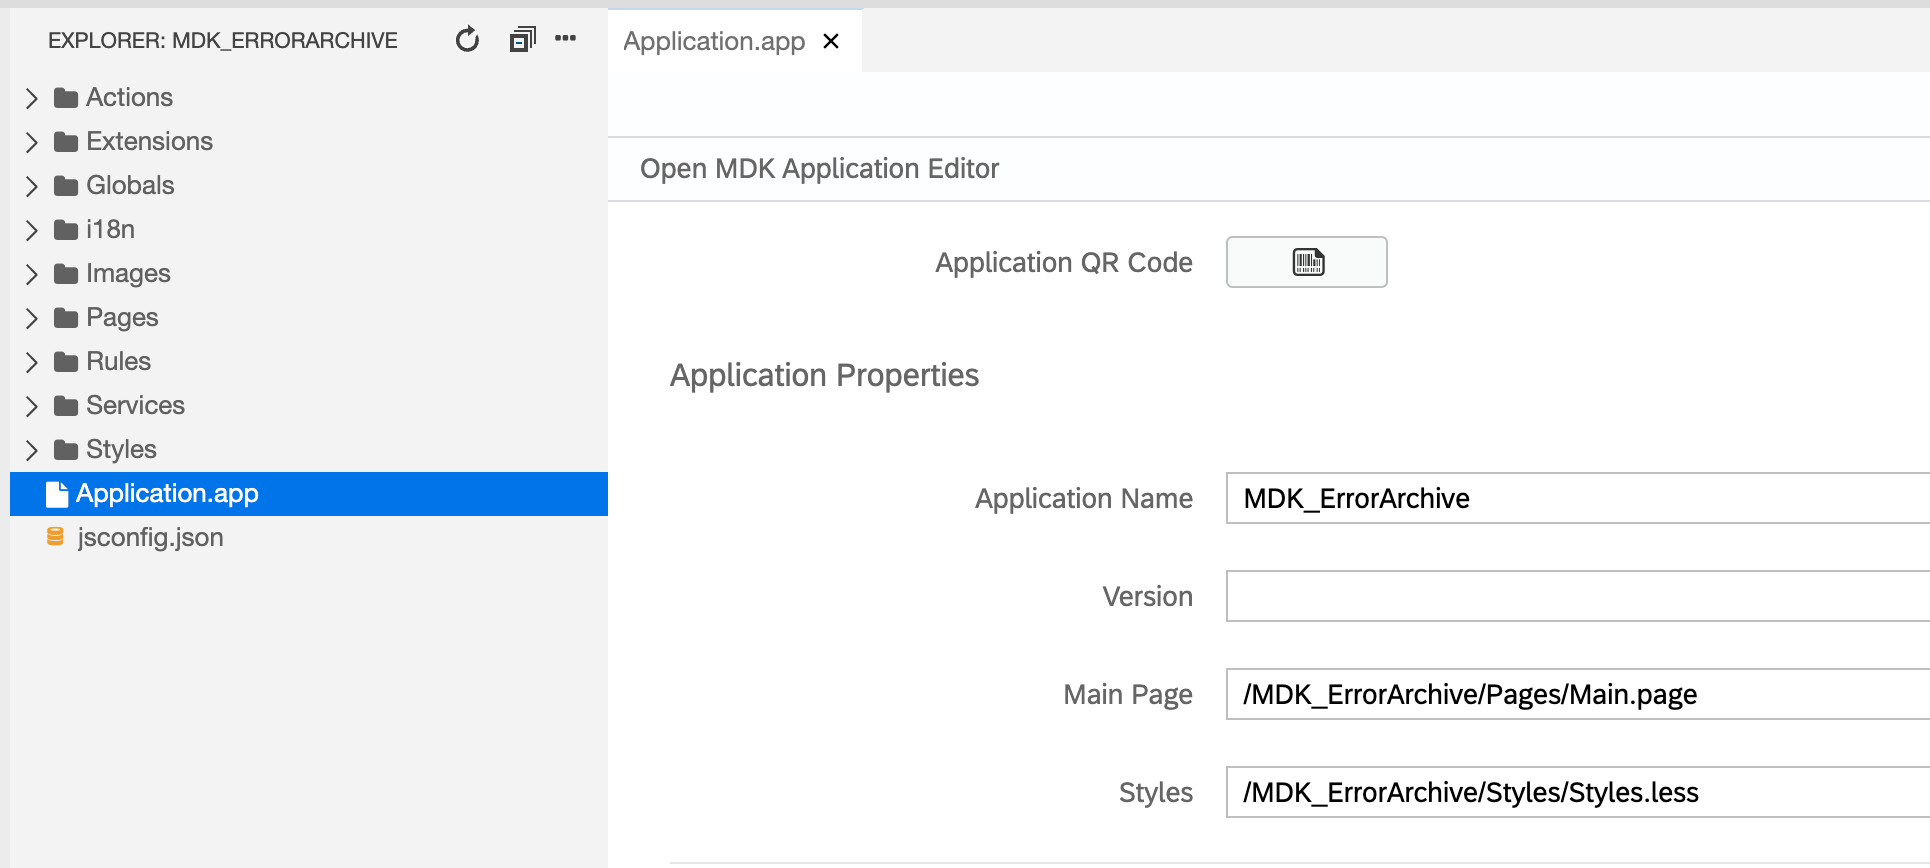 EXPLORER: MDK_ERRORARCHIVE
Actions
Extensions
Globals
i18n
Images
Pages
Rules
Services
Styles
Application.app
jsconfig.json
Application.app
Open MDK Application Editor
Application QR Code
Application Properties
Application Name MDK_ErrorArchive
Version
Main Page /MDK_ErrorArchive/Pages/Main.page
Styles /MDK_ErrorArchive/Styles/Styles.less